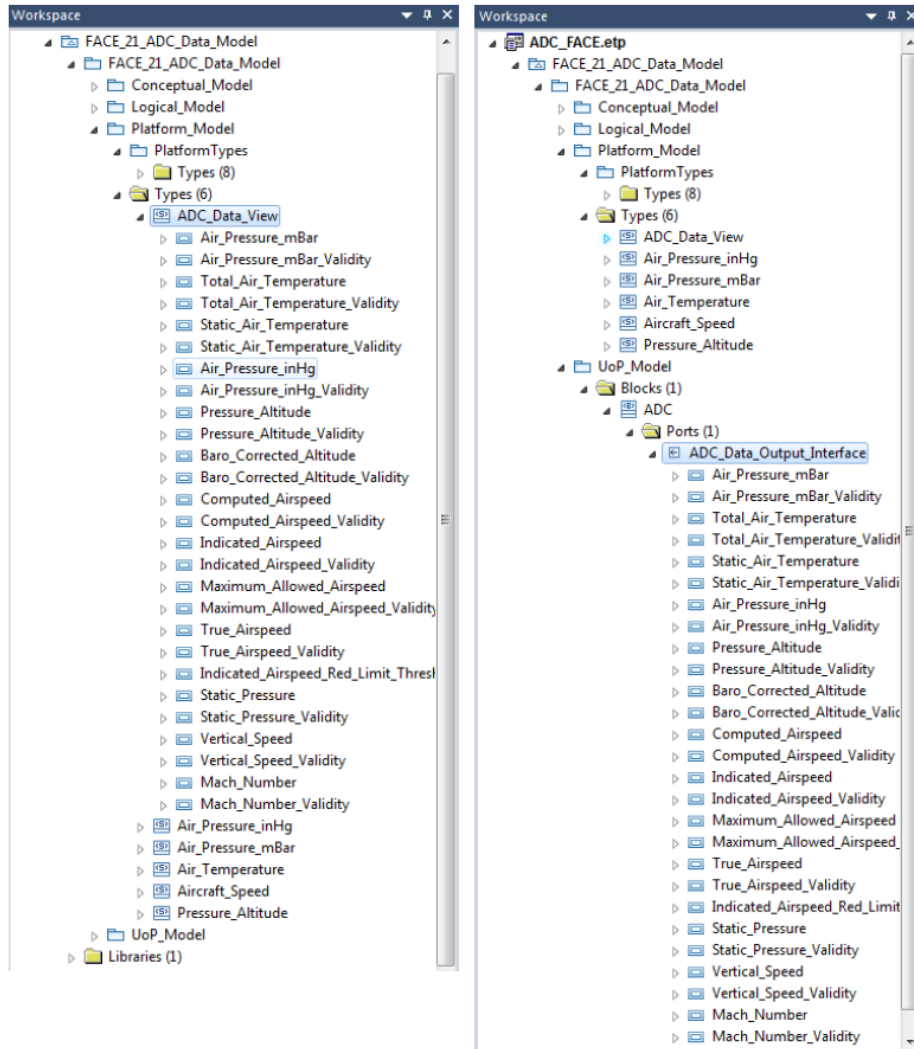 Workspace
FACE_21_ADC_Data_Model
FACE_21_ADC_Data_Model
Conceptual_Model
Logical_Model
Platform_Model
PlatformTypes
Types (8)
Types (6)
ADC_Data_View
Air_Pressure_mBar
Air_Pressure_mBar_Validity
Total_Air_Temperature
Total_Air_Temperature_Validity
Static_Air_Temperature
Static_Air_Temperature_Validity
Air_Pressure_inHg
Air_Pressure_inHg_Validity
Pressure_Altitude
Pressure_Altitude_Validity
Baro_Corrected_Altitude
Baro_Corrected_Altitude_Validity
Computed_Airspeed
Computed_Airspeed_Validity
Indicated_Airspeed
Indicated_Airspeed_Validity
Maximum_Allowed_Airspeed
Maximum_Allowed_Airspeed_Validity
True_Airspeed
True_Airspeed_Validity
Indicated_Airspeed_Red_Limit_Thresh
Static_Pressure
Static_Pressure_Validity
Vertical_Speed
Vertical_Speed_Validity
Mach_Number
Mach_Number_Validity
Air_Pressure_inHg
Air_Pressure_mBar
Air_Temperature
Aircraft_Speed
Pressure_Altitude
UoP_Model
Libraries (1)
Workspace
ADC_FACE.etp
FACE_21_ADC_Data_Model
FACE_21_ADC_Data_Model
Conceptual_Model
Logical_Model
Platform_Model
PlatformTypes
Types (8)
Types (6)
ADC_Data_View
Air_Pressure_inHg
Air_Pressure_mBar
Air_Temperature
Aircraft_Speed
Pressure_Altitude
UoP_Model
Blocks (1)
ADC
Ports (1)
ADC_Data_Output_Interface
Air_Pressure_mBar
Air_Pressure_mBar_Validity
Total_Air_Temperature
Total_Air_Temperature_Validit
Static_Air_Temperature
Static_Air_Temperature_Validi
Air_Pressure_inHg
Air_Pressure_inHg_Validity
Pressure_Altitude
Pressure_Altitude_Validity
Baro_Corrected_Altitude
Baro_Corrected_Altitude_Valic
Computed_Airspeed
Computed_Airspeed_Validity
Indicated_Airspeed
Indicated_Airspeed_Validity
Maximum_Allowed_Airspeed
Maximum_Allowed_Airspeed_
True_Airspeed
True_Airspeed_Validity
Indicated_Airspeed_Red_Limit
Static_Pressure
Static_Pressure_Validity
Vertical_Speed
Vertical_Speed_Validity
Mach_Number
Mach_Number_Validity